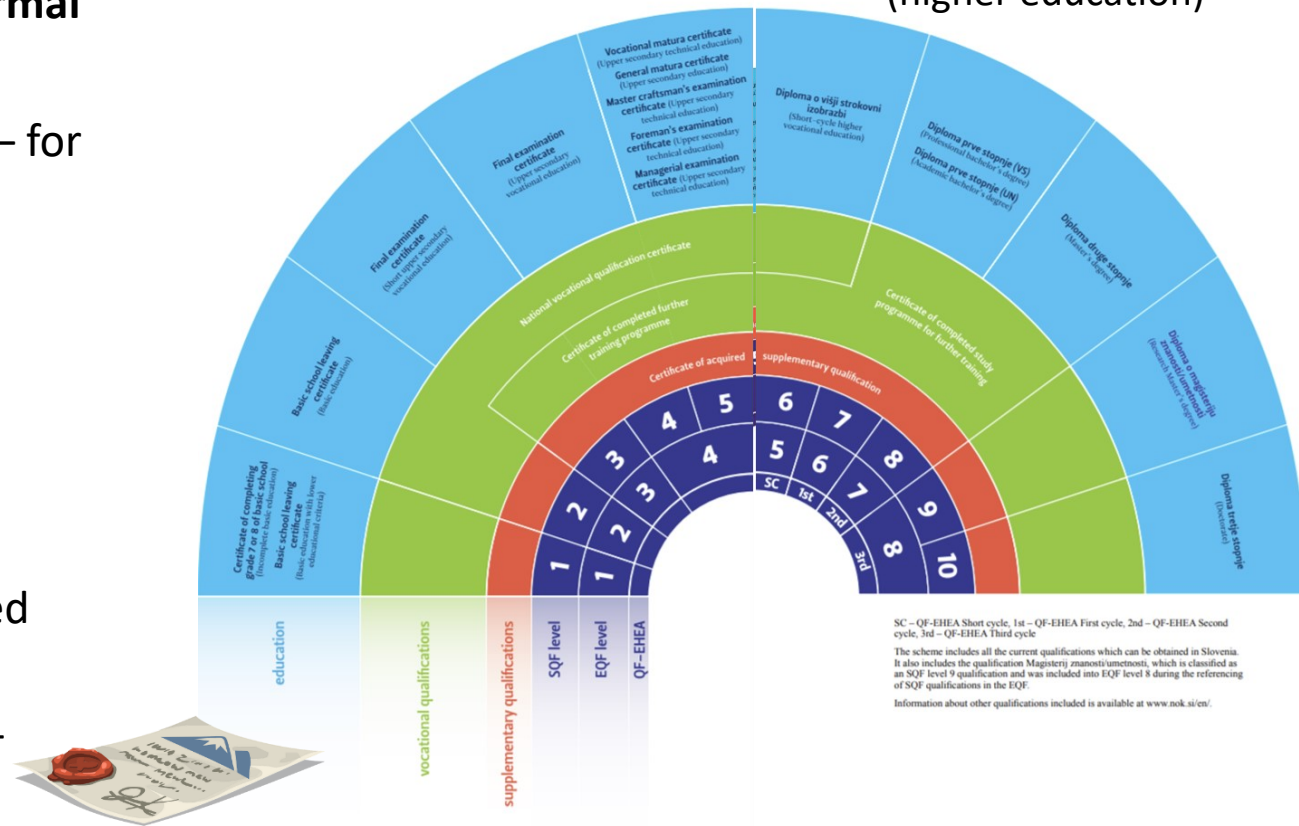 rmal
(higher education)
– for
ed
Certificate of completing
grade 7 or 8 of basic school
(Incomplete basic education)
Basic school leaving
certificate
(Basic education with lower
educational criteria)
Basic school leaving
certificate
(Basic education)
Final examination
certificate
(Short upper secondary
vocational education)
Final examination
certificate
(Upper secondary
vocational education)
Vocational matura certificate
(Upper secondary technical education)
General matura certificate
(Upper secondary education)
Master craftsman's examination
certificate (Upper secondary
technical education)
Foreman's examination
certificate (Upper secondary
technical education)
Managerial examination
certificate (Upper secondary
technical education)
Diploma o višji strokovni
izobrazbi
(Short-cycle higher
vocational education)
Diploma prve stopnje (VS)
(Professional bachelor's degree)
Diploma prve stopnje (UN)
(Academic bachelor's degree)
Diploma druge stopnje
(Master's degree)
Diploma o magisteriju
znanosti/umetnosti
(Research Master's degree)
Diploma tretje stopnje
(Doctorate)
National vocational qualification certificate
Certificate of completed further
training programme
Certificate of completed study
programme for further training
Certificate of acquired supplementary qualification
1 2 3 4 5 6 7 8 9 10
1 2 3 4 5 6 7 8
SC 1st 2nd 3rd
education
vocational qualifications
supplementary qualifications
SQF level
EQF level
QF–EHEA
SC – QF-EHEA Short cycle, 1st – QF-EHEA First cycle, 2nd – QF-EHEA Second
cycle, 3rd – QF-EHEA Third cycle
The scheme includes all the current qualifications which can be obtained in Slovenia.
It also includes the qualification Magisterij znanosti/umetnosti, which is classified as
an SQF level 9 qualification and was included into EQF level 8 during the referencing
of SQF qualifications in the EQF.
Information about other qualifications included is available at www.nok.si/en/.